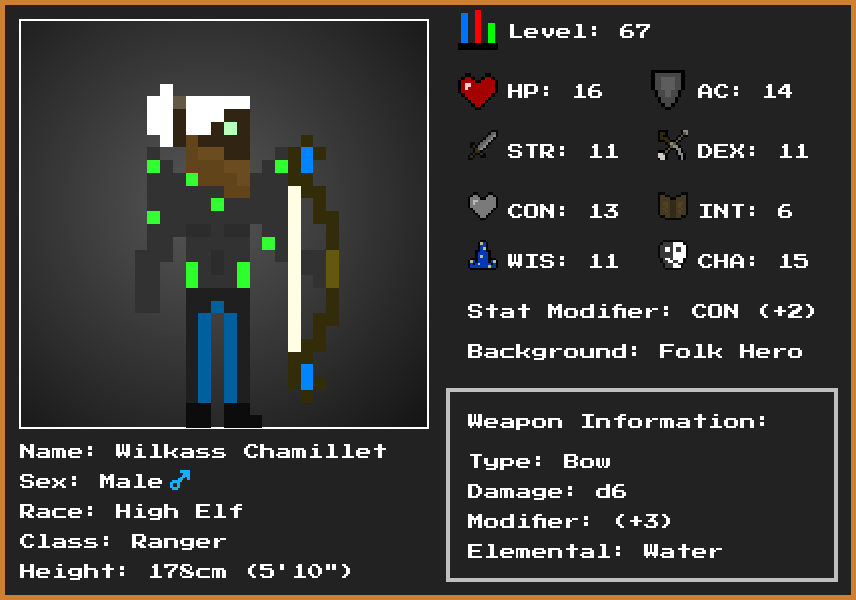 Level: 67
HP: 16
AC: 14
STR: 11
DEX: 11
CON: 13
INT: 6
WIS: 11
CHA: 15
Stat Modifier: CON (+2)
Background: Folk Hero
Weapon Information:
Type: Bow
Damage: d6
Modifier: (+3)
Elemental: Water
Name: Wilkass Chamillet
Sex: Male♂
Race: High Elf
Class: Ranger
Height: 178cm (5'10")